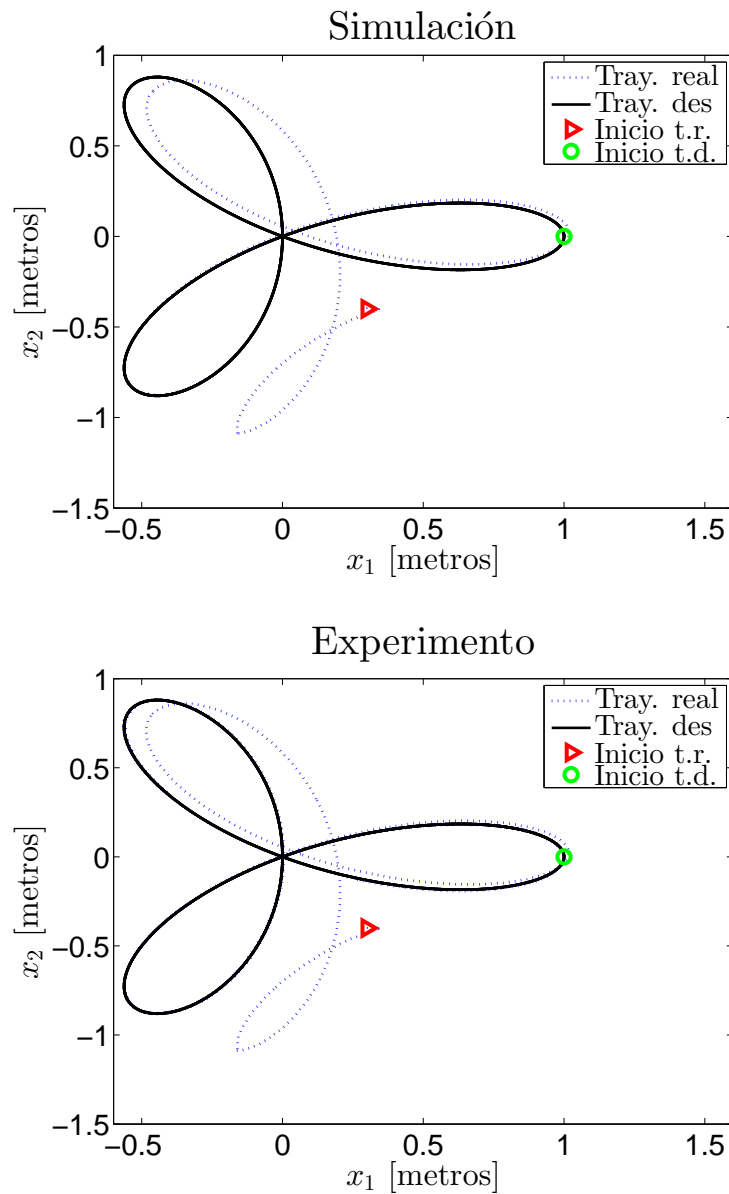 Simulación
Tray. real
Tray. des
Inicio t.r.
Inicio t.d.
1
0.5
0
−0.5
−1
−1.5
x₂ [metros]
−0.5 0 0.5 1 1.5
x₁ [metros]
Experimento
Tray. real
Tray. des
Inicio t.r.
Inicio t.d.
1
0.5
0
−0.5
−1
−1.5
x₂ [metros]
−0.5 0 0.5 1 1.5
x₁ [metros]